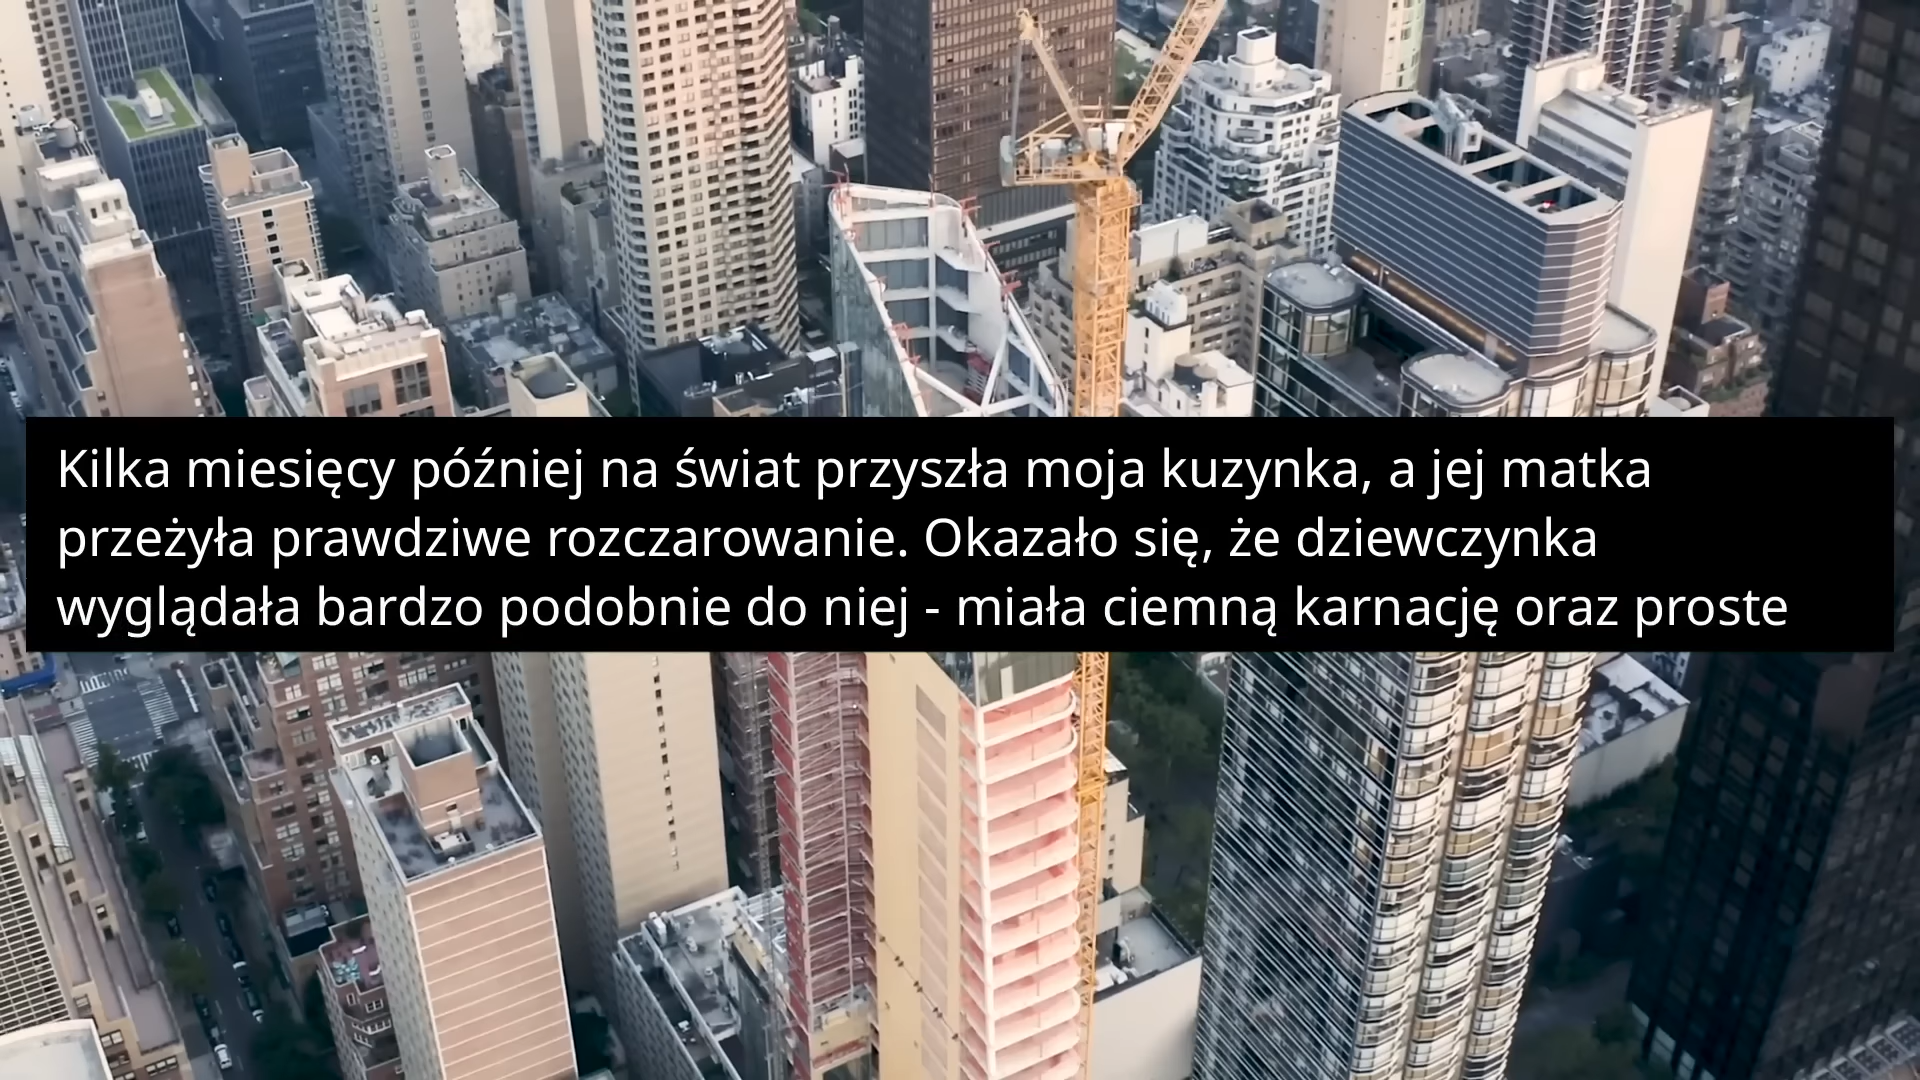 Kilka miesięcy później na świat przyszła moja kuzynka, a jej matka
przeżyła prawdziwe rozczarowanie. Okazało się, że dziewczynka
wyglądała bardzo podobnie do niej - miała ciemną karnację oraz proste